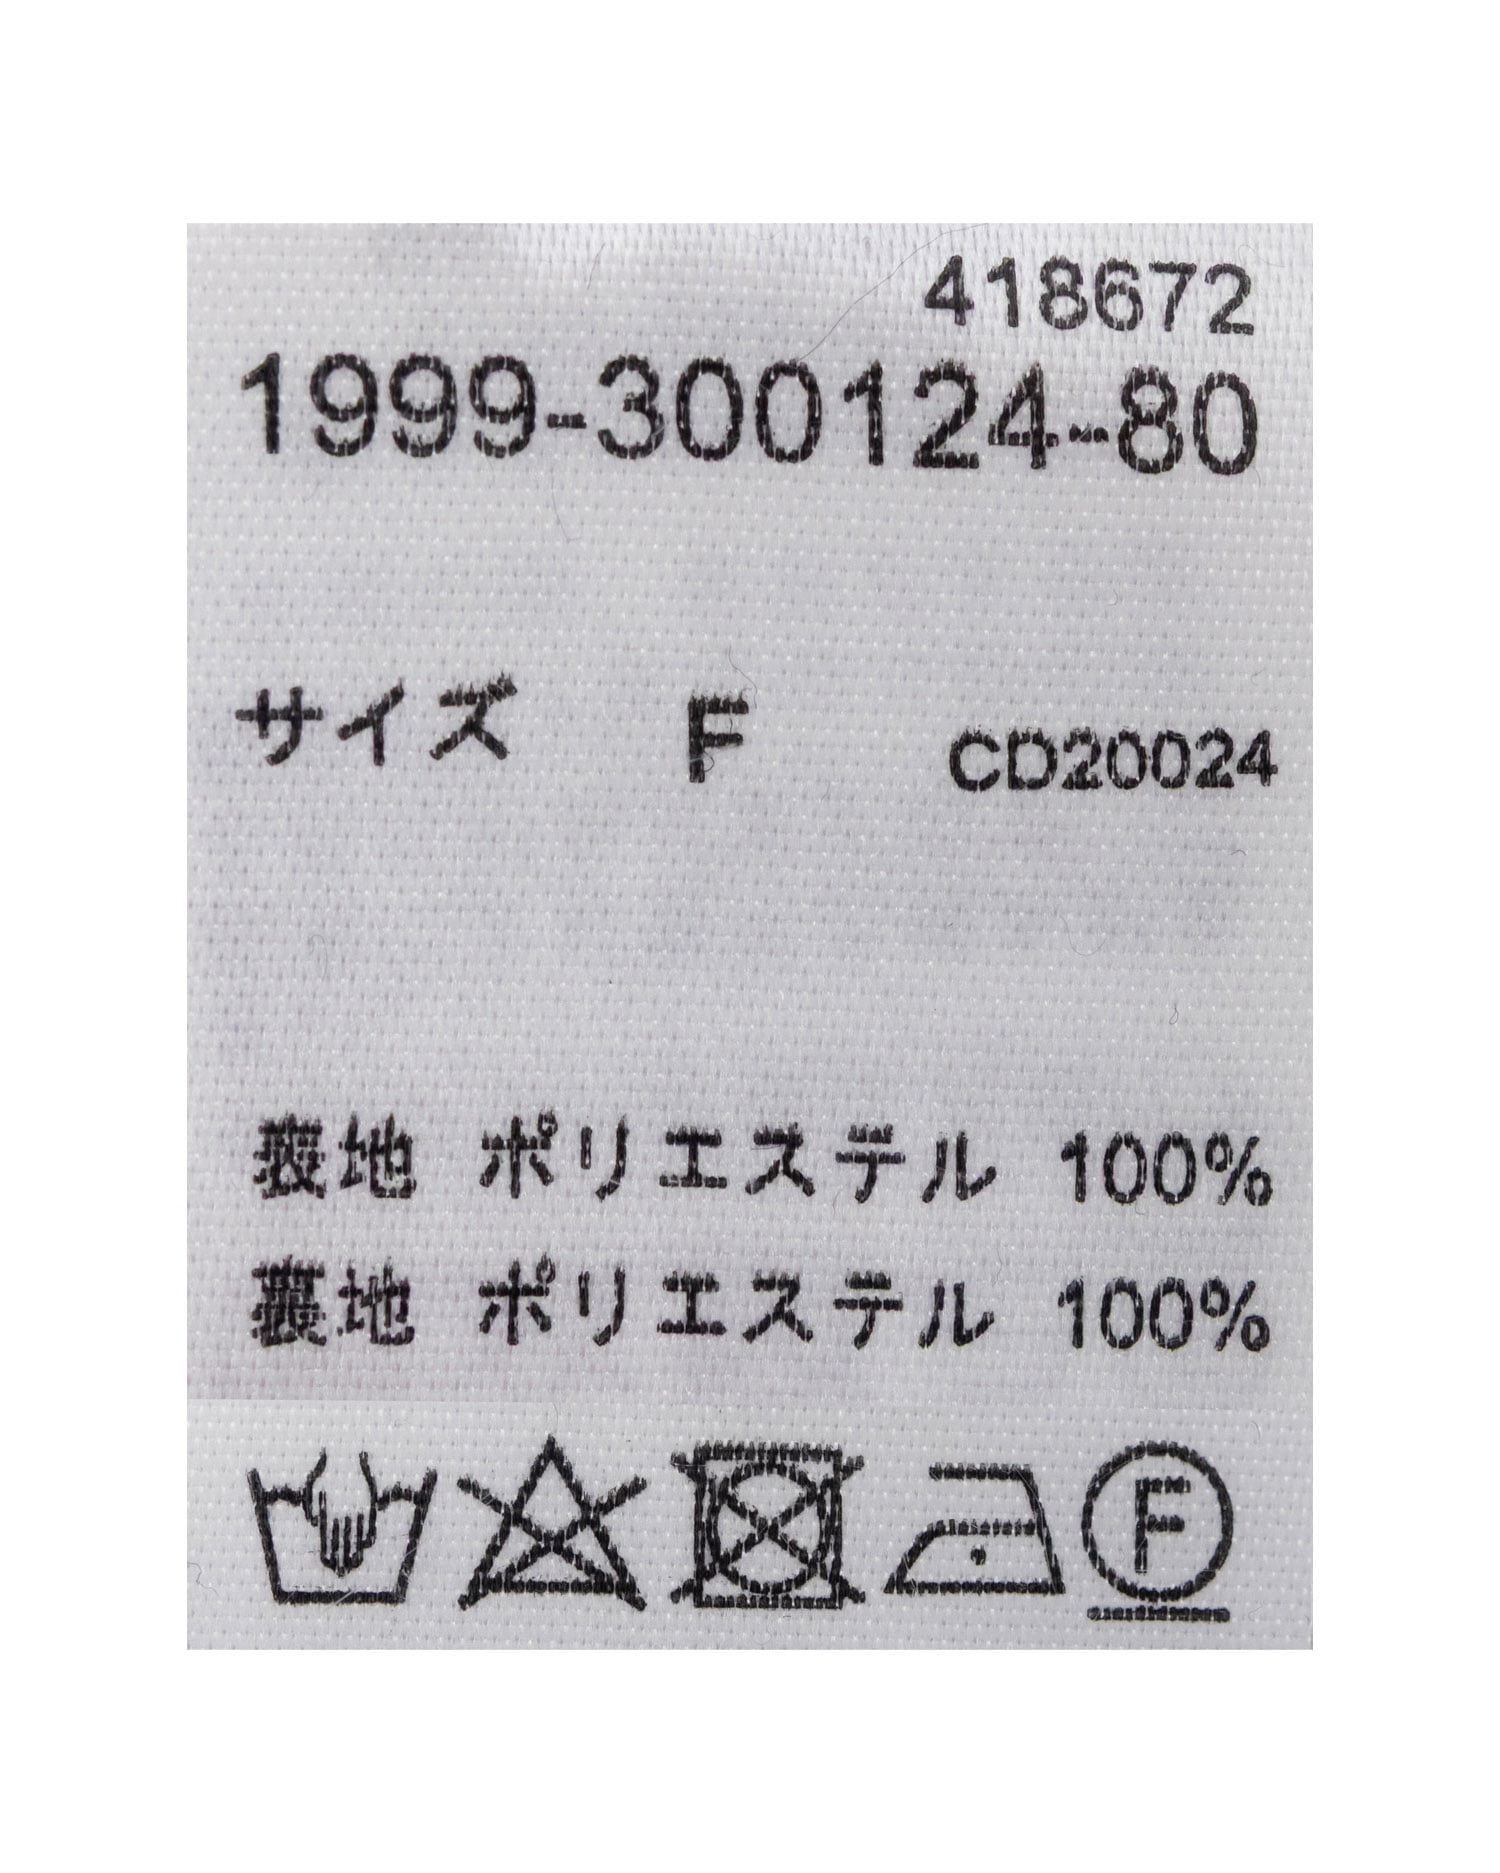 418672
1999-300124-80
サイズ F CD20024
表地 ポリエステル 100%
裏地 ポリエステル 100%
F